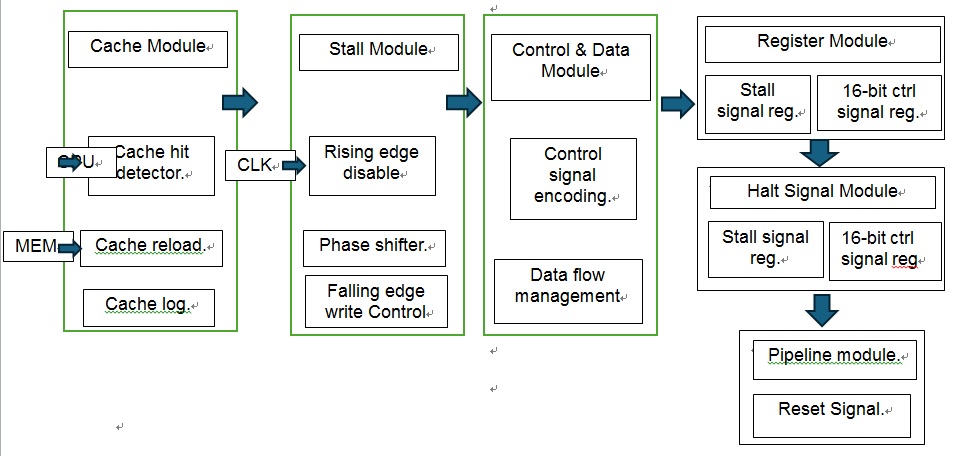 Cache Module
CPU
Cache hit
detector.
MEM
Cache reload.
Cache log.
Stall Module
CLK
Rising edge
disable
Phase shifter.
Falling edge
write Control
Control & Data
Module
Control
signal
encoding.
Data flow
management
Register Module
Stall
signal reg.
16-bit ctrl
signal reg.
Halt Signal Module
Stall signal
reg.
16-bit ctrl
signal reg
Pipeline module.
Reset Signal.